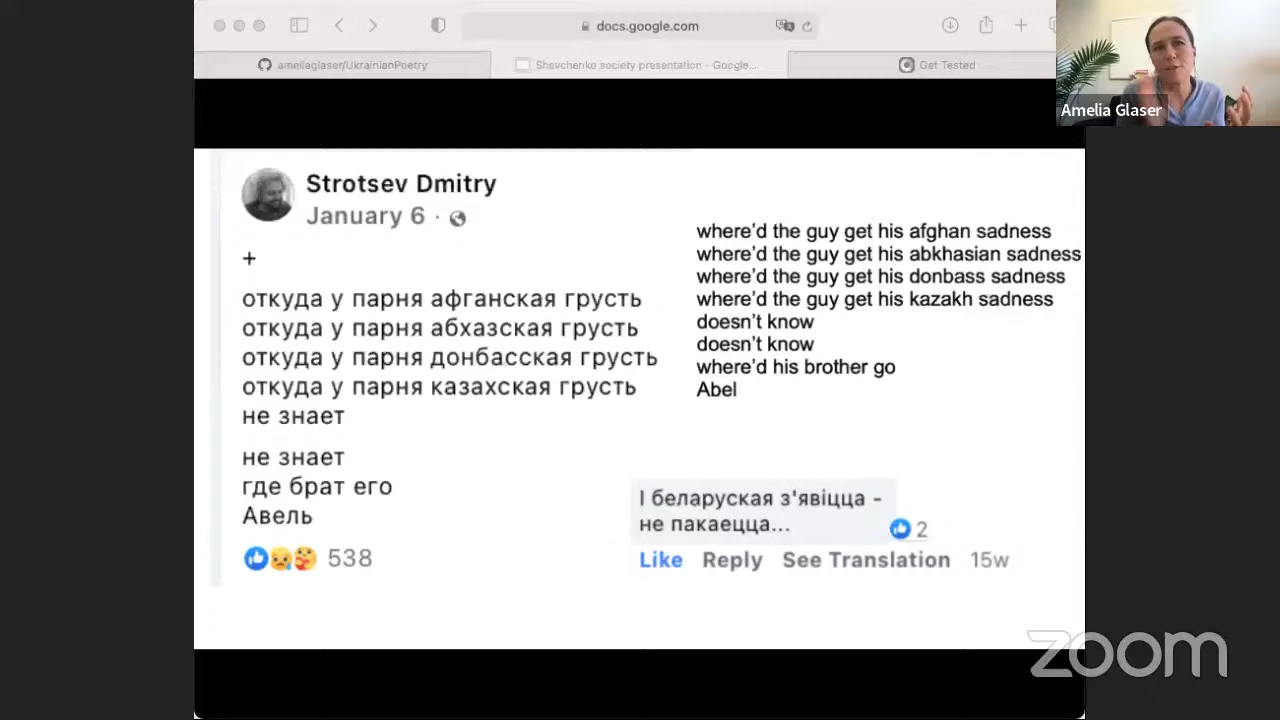 docs.google.com
ameliaglaser/UkrainianPoetry
Shevchenko society presentation - Google...
Get Tested
Amelia Glaser
Strotsev Dmitry
January 6 ·
+
откуда у парня афганская грусть
откуда у парня абхазская грусть
откуда у парня донбасская грусть
откуда у парня казахская грусть
не знает
не знает
где брат его
Авель
538
where'd the guy get his afghan sadness
where'd the guy get his abkhasian sadness
where'd the guy get his donbass sadness
where'd the guy get his kazakh sadness
doesn't know
doesn't know
where'd his brother go
Abel
І беларуская з'явіцца -
не пакаецца...
2
Like Reply See Translation 15w
zoom